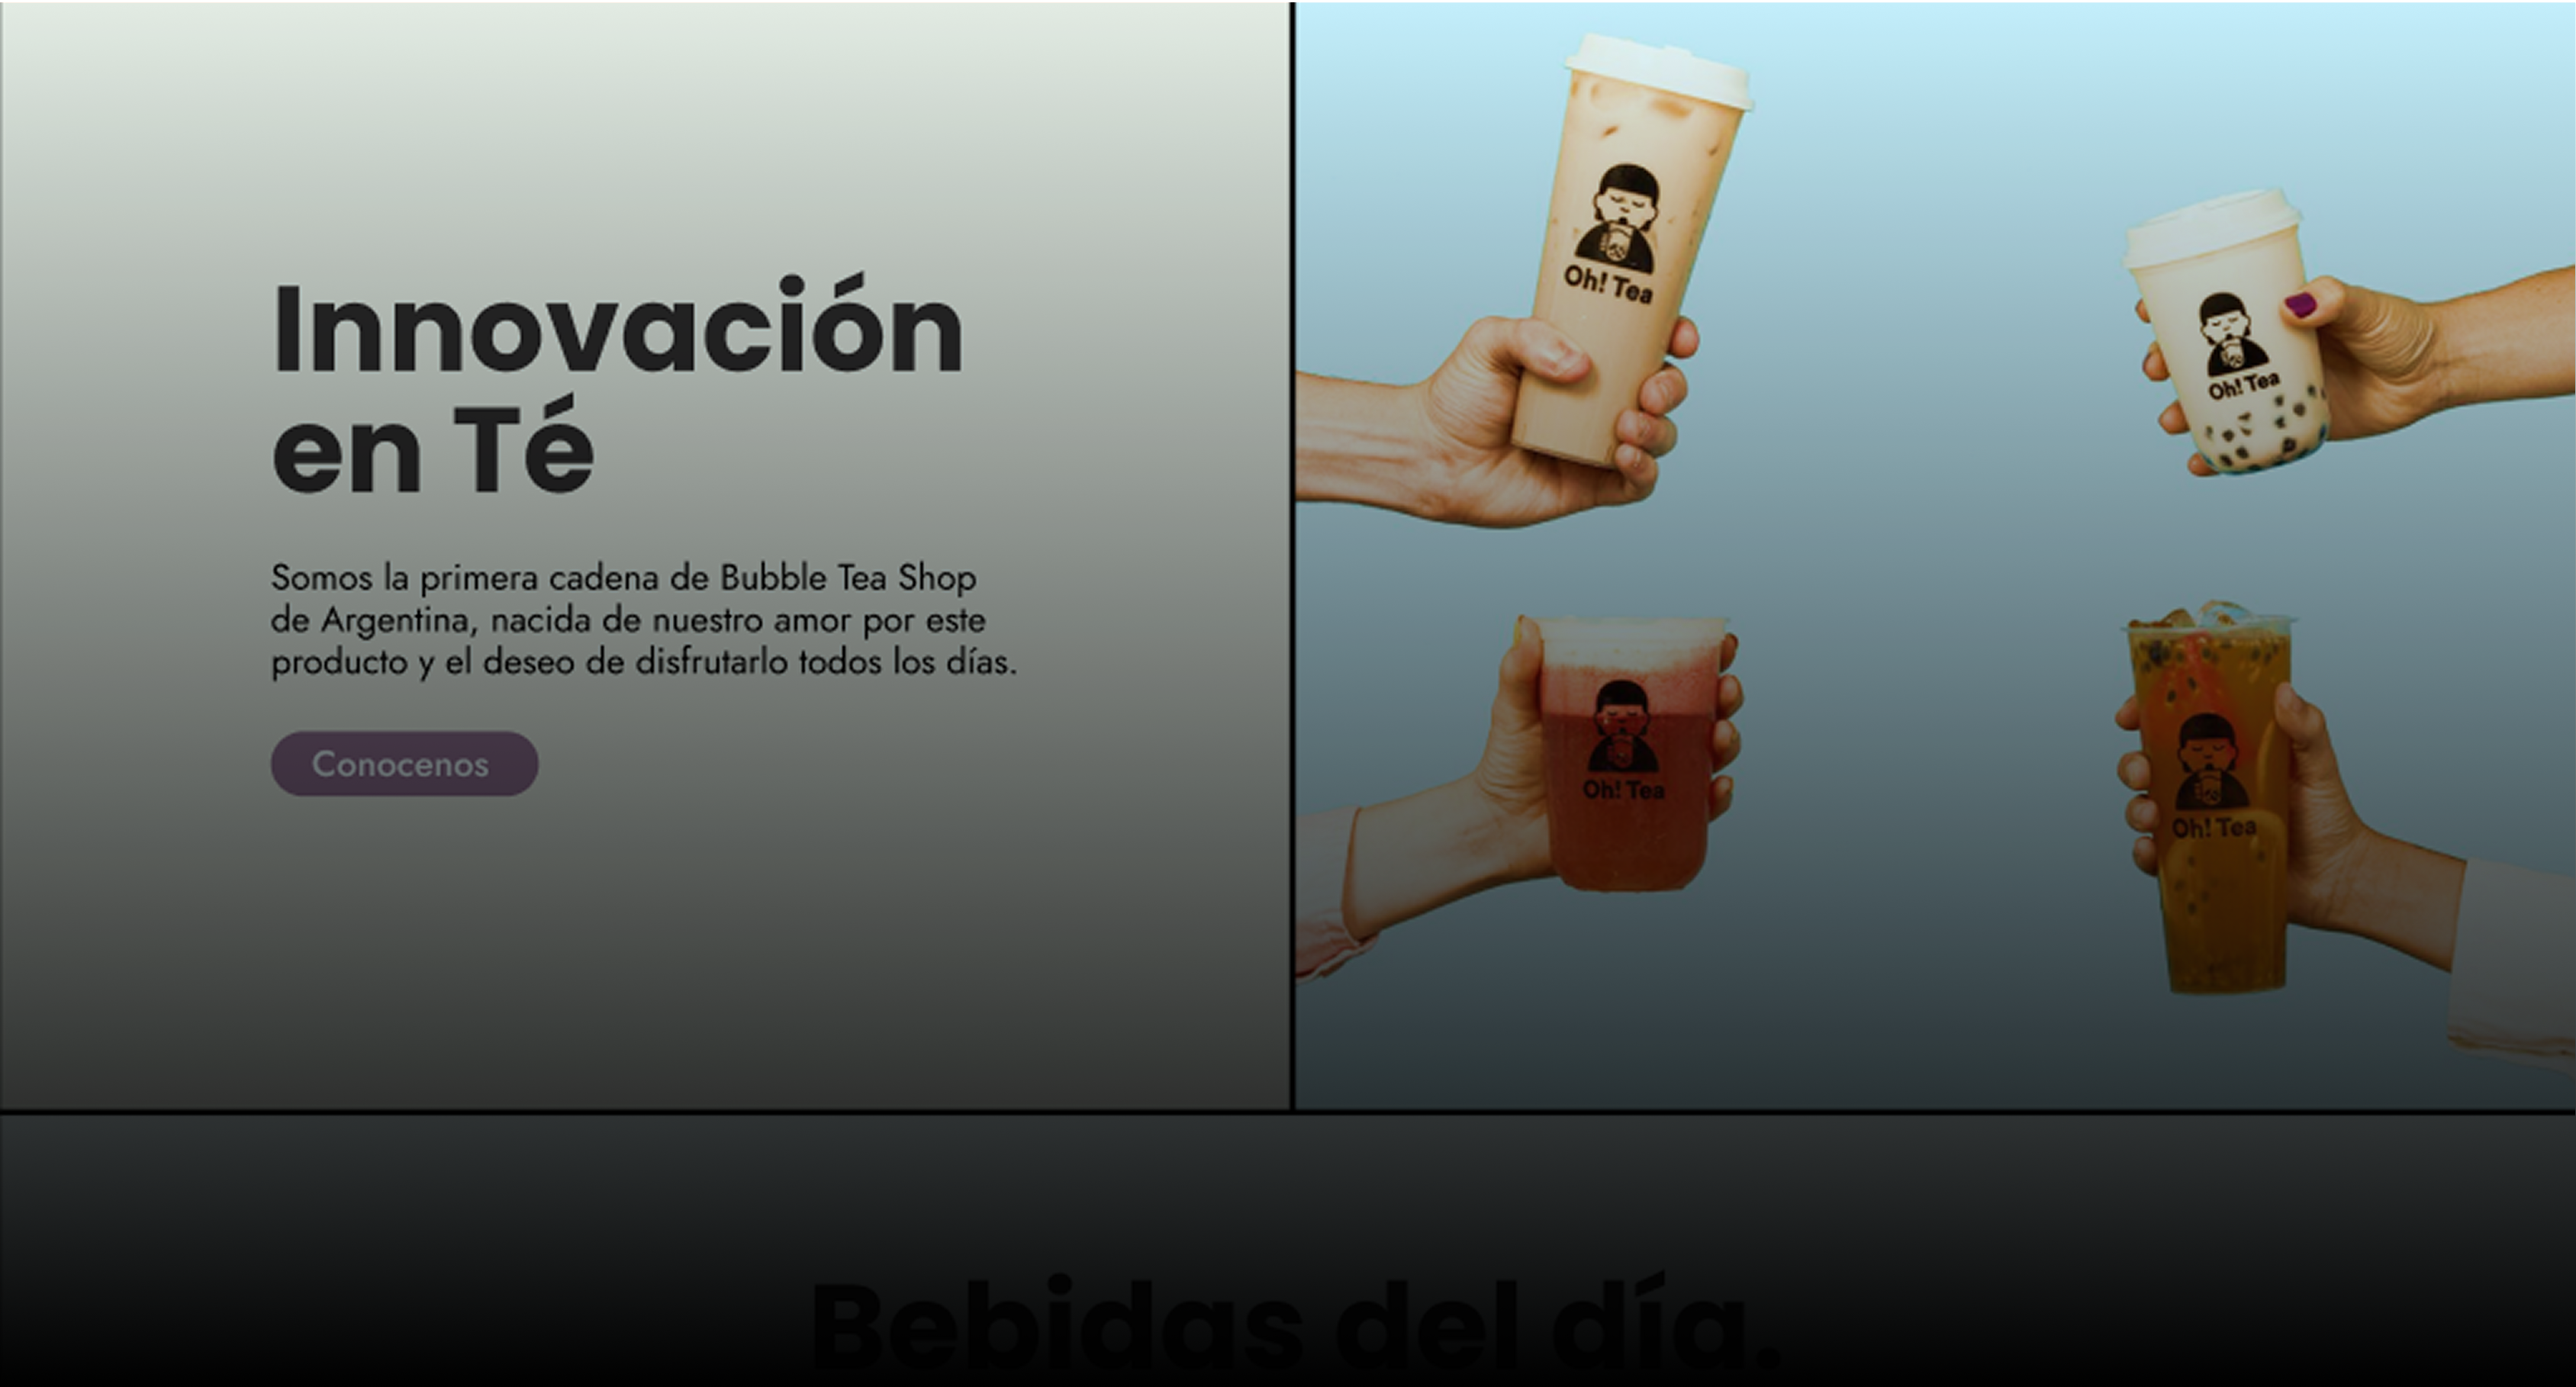 Innovación
en Té
Somos la primera cadena de Bubble Tea Shop
de Argentina, nacida de nuestro amor por este
producto y el deseo de disfrutarlo todos los días.
Conocenos
Oh! Tea
Oh! Tea
Oh! Tea
Oh! Tea
Bebidas del día.